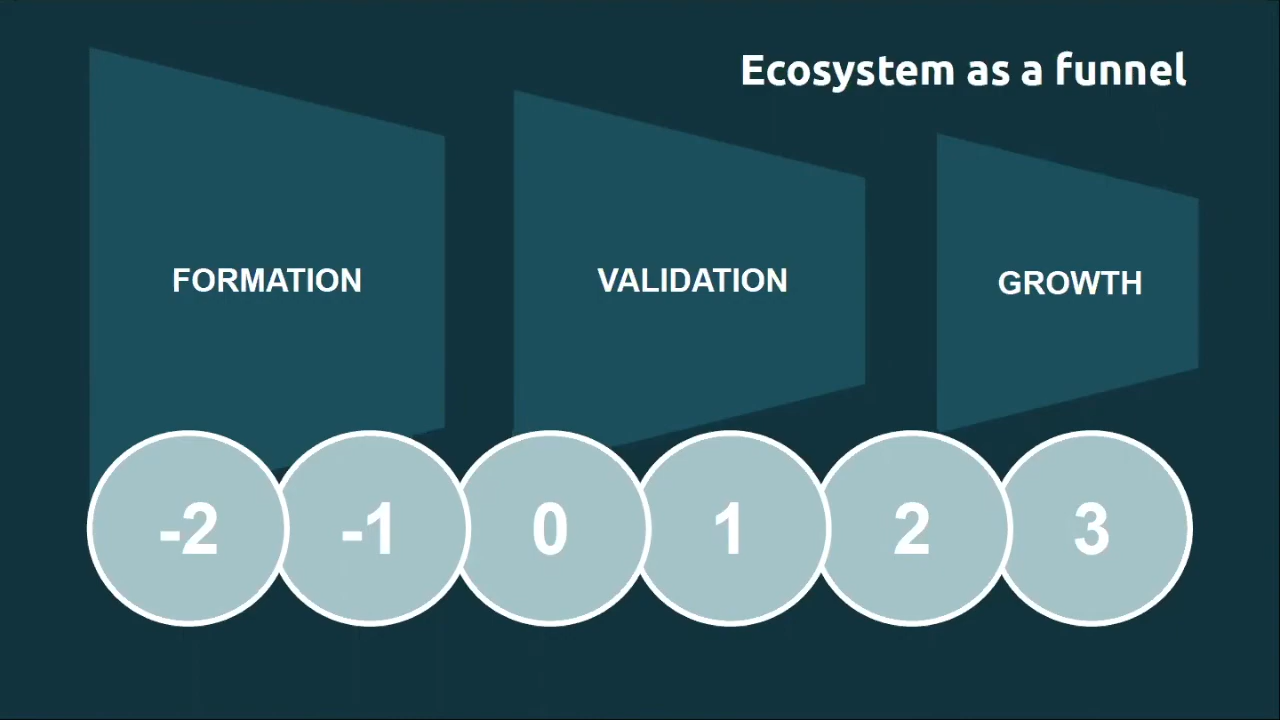 Ecosystem as a funnel
FORMATION
VALIDATION
GROWTH
-2
-1
0
1
2
3